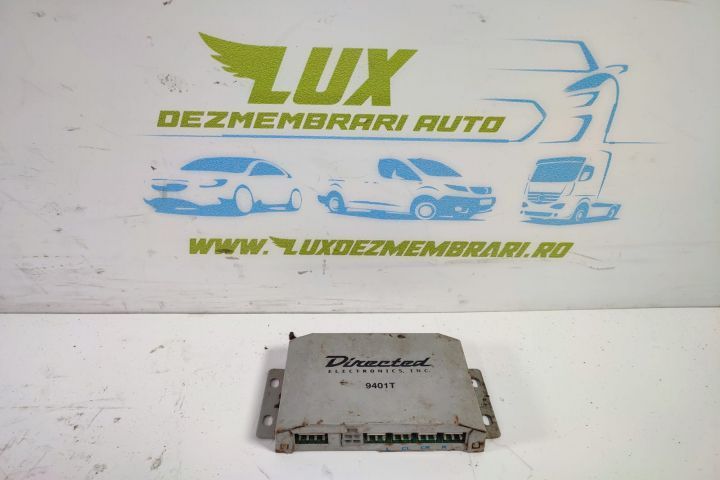 LUX
DEZMEMBRARI AUTO
WWW.LUXDEZMEMBRARI.RO
Directed
ELECTRONICS, INC.
9401T